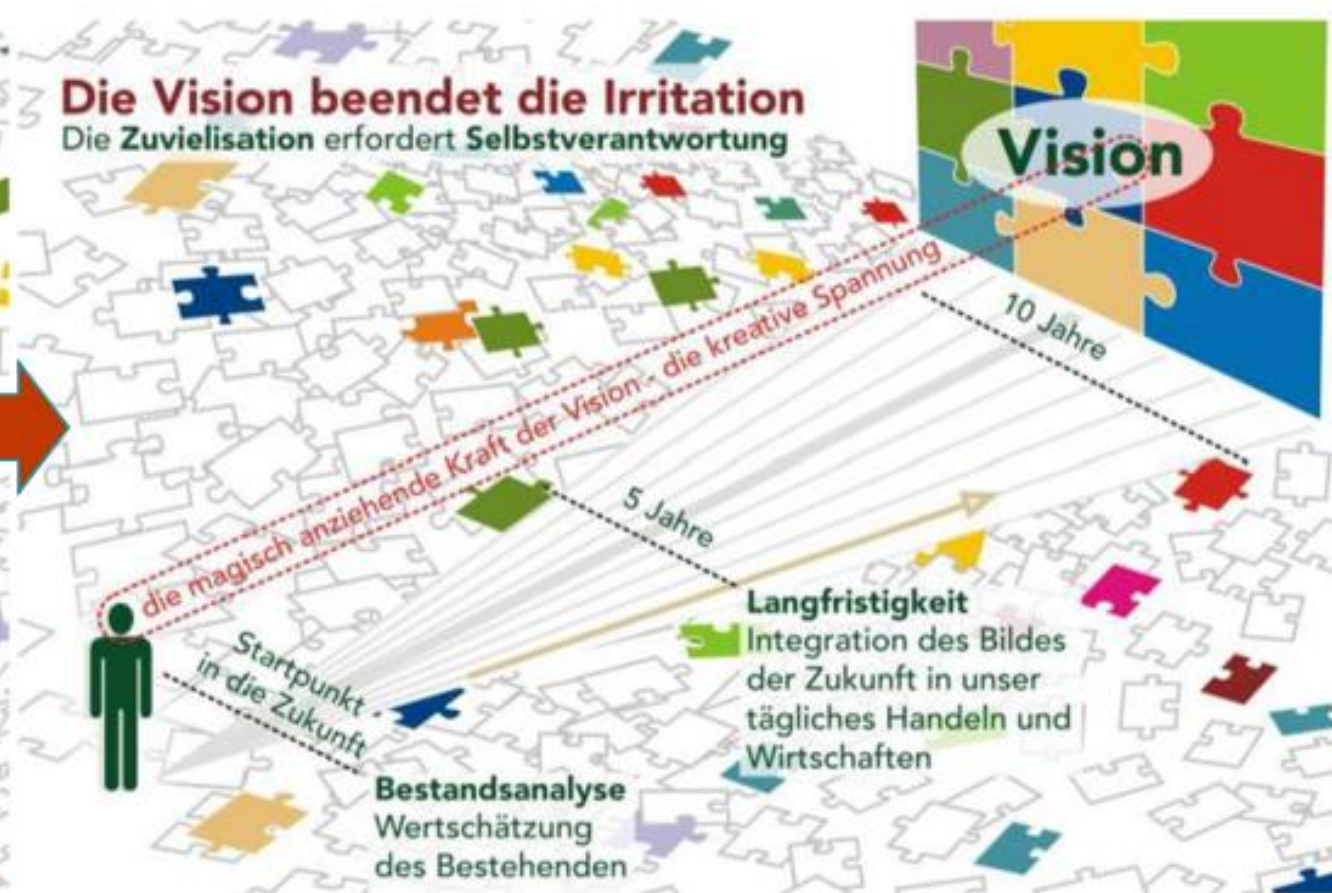 Die Vision beendet die Irritation
Die Zuvielisation erfordert Selbstverantwortung
Vision
10 Jahre
die magisch anziehende Kraft der Vision - die kreative Spannung
5 Jahre
Startpunkt
in die Zukunft
Langfristigkeit
Integration des Bildes
der Zukunft in unser
tägliches Handeln und
Wirtschaften
Bestandsanalyse
Wertschätzung
des Bestehenden